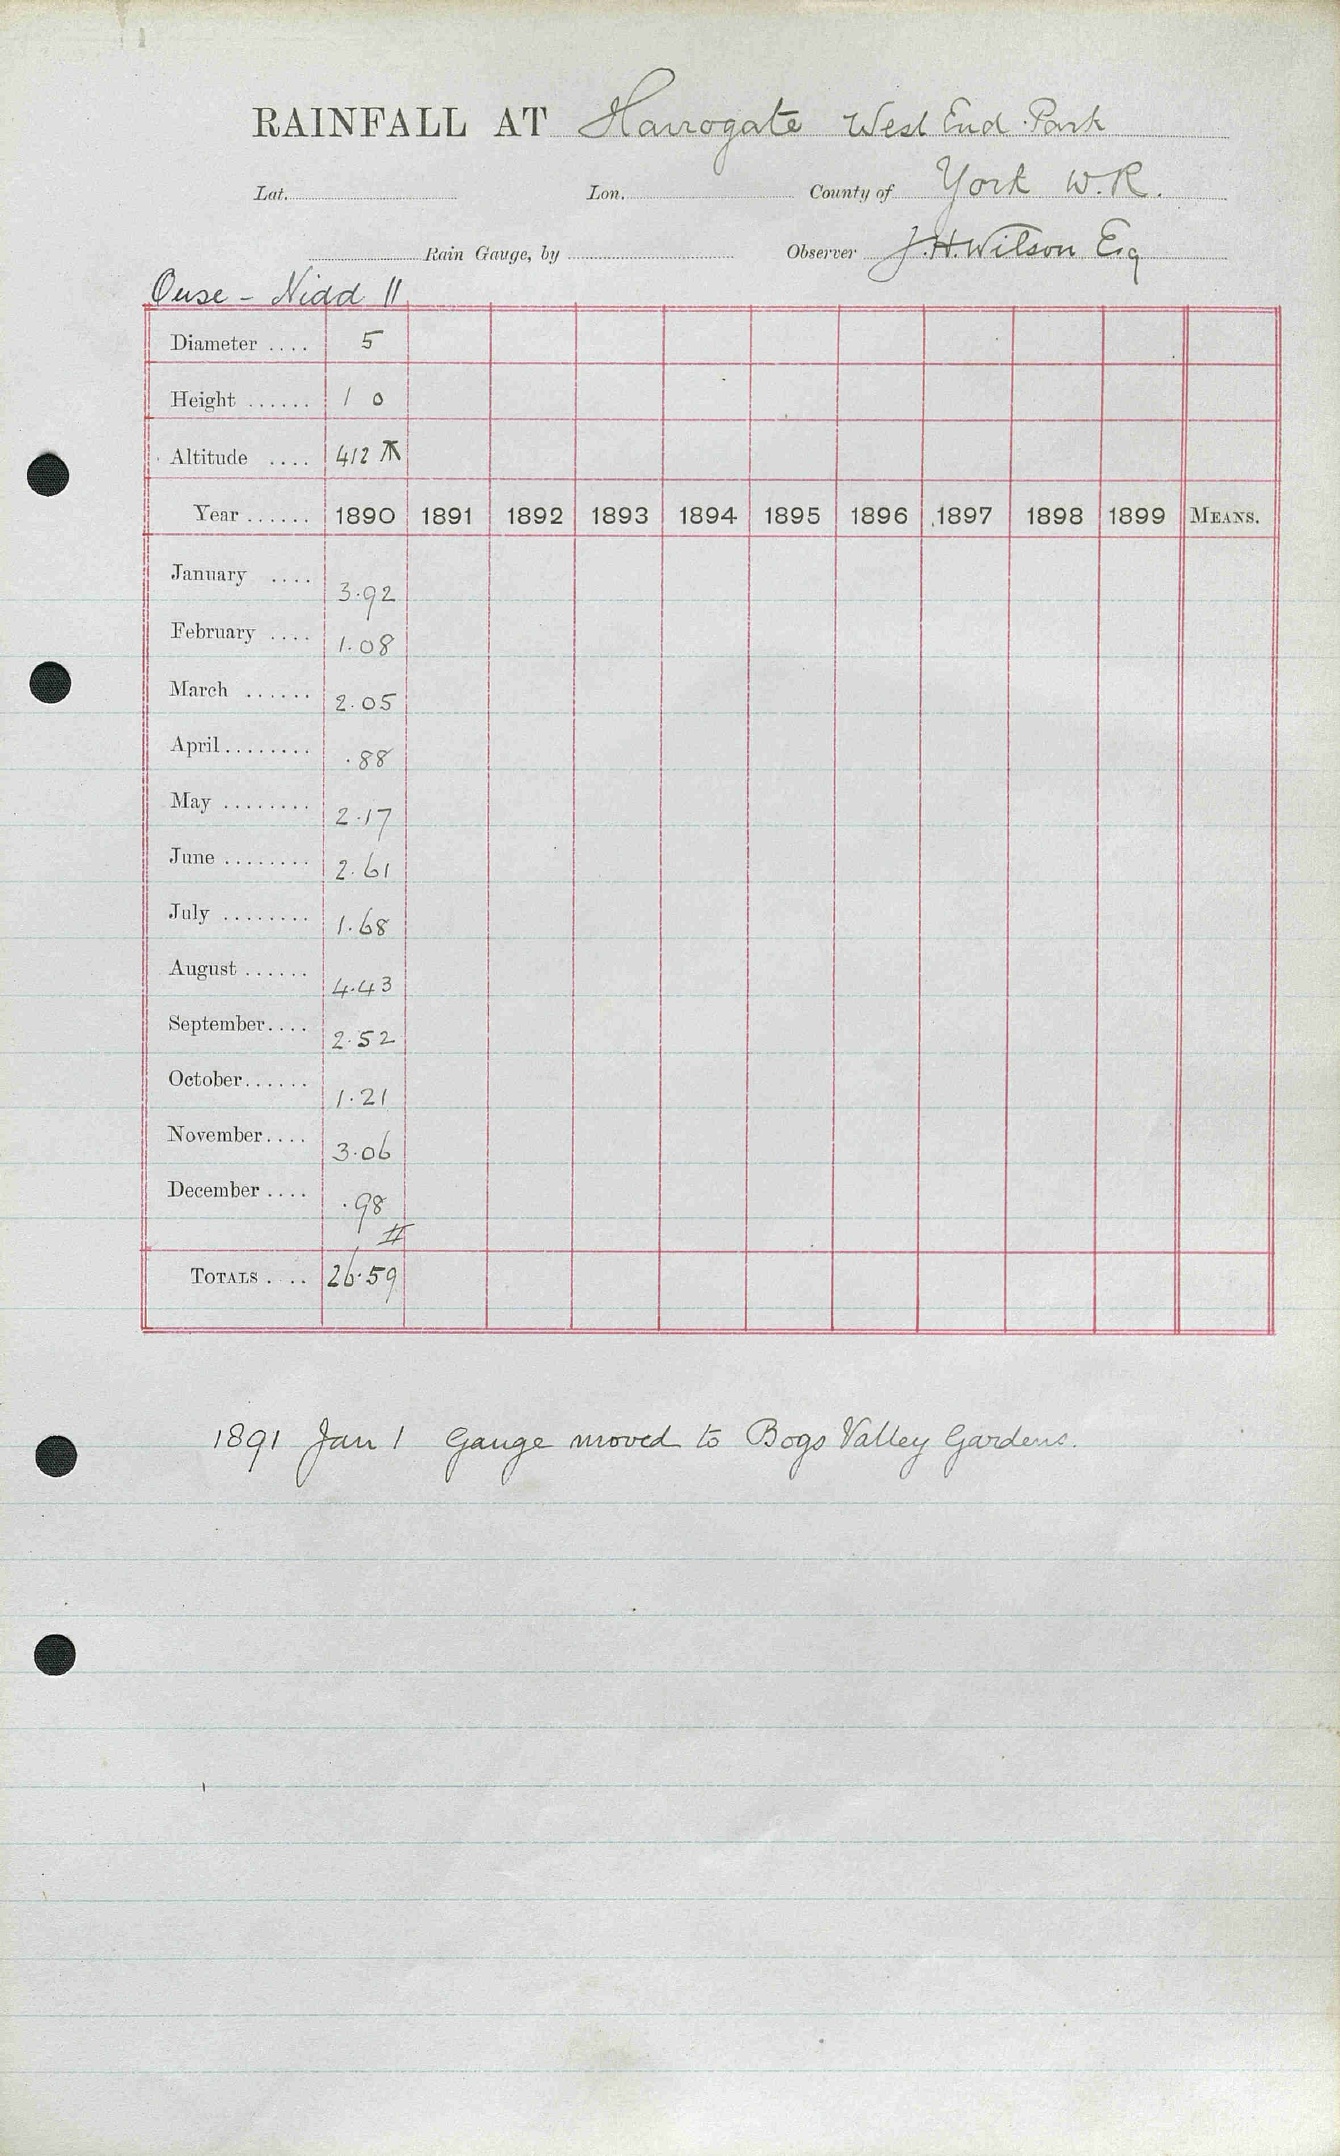 RAINFALL AT Harrogate West End Park
Lat. Lon. County of York W.R.
Rain Gauge, by Observer J.H. Wilson Esq
Ouse - Nidd 11
Diameter .... 5
Height ...... 1 0
Altitude .... 412
Year ...... 1890 1891 1892 1893 1894 1895 1896 1897 1898 1899 MEANS.
January .... 3.92
February .... 1.08
March ...... 2.05
April ........ .88
May ........ 2.17
June ........ 2.61
July ........ 1.68
August ...... 4.43
September .... 2.52
October ...... 1.21
November .... 3.06
December .... .98
TOTALS .... 26.59
1891 Jan 1 Gauge moved to Bogs Valley Gardens.